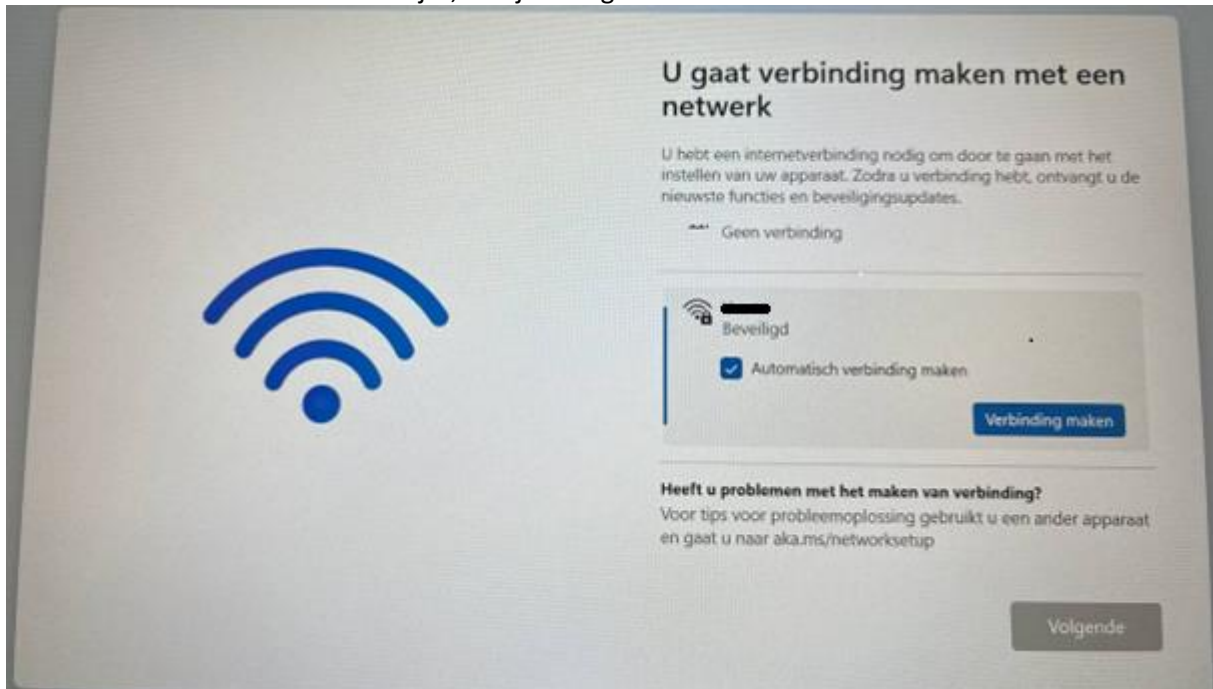 U gaat verbinding maken met een
netwerk
U hebt een internetverbinding nodig om door te gaan met het
instellen van uw apparaat. Zodra u verbinding hebt, ontvangt u de
nieuwste functies en beveiligingsupdates.
Geen verbinding
Beveiligd
Automatisch verbinding maken
Verbinding maken
Heeft u problemen met het maken van verbinding?
Voor tips voor probleemoplossing gebruikt u een ander apparaat
en gaat u naar aka.ms/networksetup
Volgende